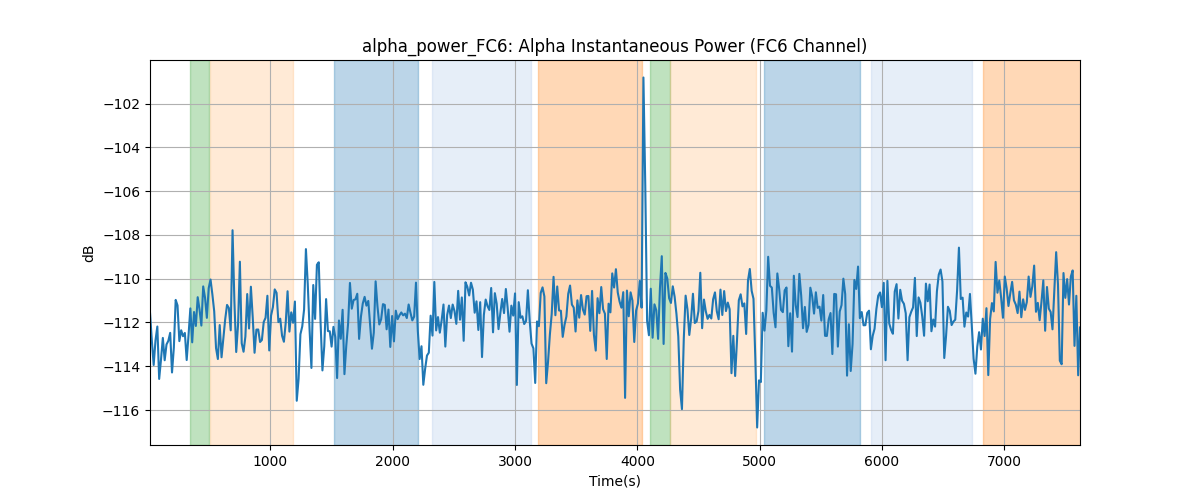 alpha_power_FC6: Alpha Instantaneous Power (FC6 Channel)
dB
−102
−104
−106
−108
−110
−112
−114
−116
1000 2000 3000 4000 5000 6000 7000
Time(s)